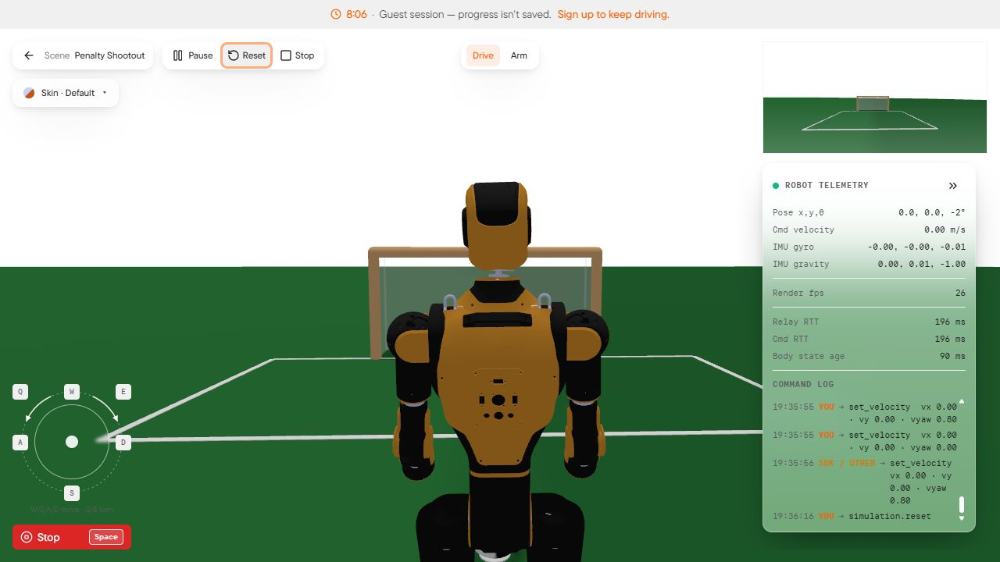 8:06 · Guest session — progress isn't saved. Sign up to keep driving.
Scene Penalty Shootout
Pause
Reset
Stop
Drive
Arm
Skin · Default
ROBOT TELEMETRY
Pose x,y,θ 0.0, 0.0, -2°
Cmd velocity 0.00 m/s
IMU gyro -0.00, -0.00, -0.01
IMU gravity 0.00, 0.01, -1.00
Render fps 26
Relay RTT 196 ms
Cmd RTT 196 ms
Body state age 90 ms
COMMAND LOG
19:35:55 YOU → set_velocity vx 0.00
· vy 0.00 · vyaw 0.80
19:35:55 YOU → set_velocity vx 0.00
· vy 0.00 · vyaw 0.00
19:35:56 SDK / OTHER → set_velocity
vx 0.00 · vy
0.00 · vyaw
0.80
19:36:16 YOU → simulation.reset
Q
W
E
A
D
S
W/S/A/D move · Q/E turn
Stop Space